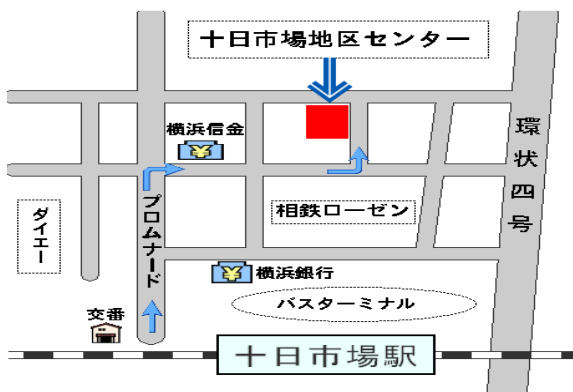 十日市場地区センター
横浜信金
環状四号
プロムナード
ダイエー
相鉄ローゼン
¥
¥
横浜銀行
バスターミナル
交番
十日市場駅